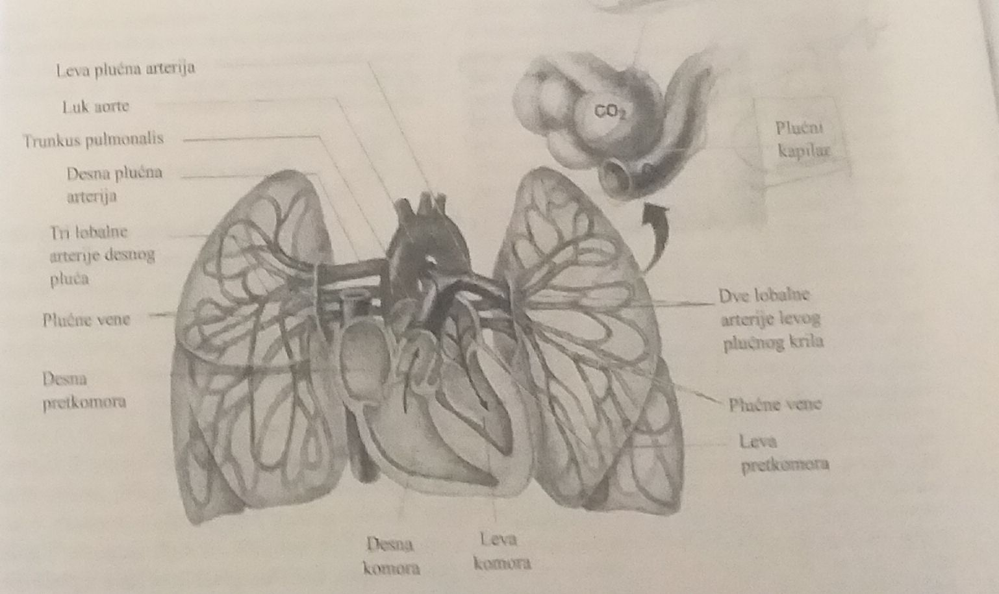 Leva plućna arterija
Luk aorte
Trunkus pulmonalis
Desna plućna
arterija
Tri lobalne
arterije desnog
pluća
Plućne vene
Desna
pretkomora
CO₂
Plućni
kapilar
Dve lobalne
arterije levog
plućnog krila
Plućne vene
Leva
pretkomora
Desna
komora
Leva
komora